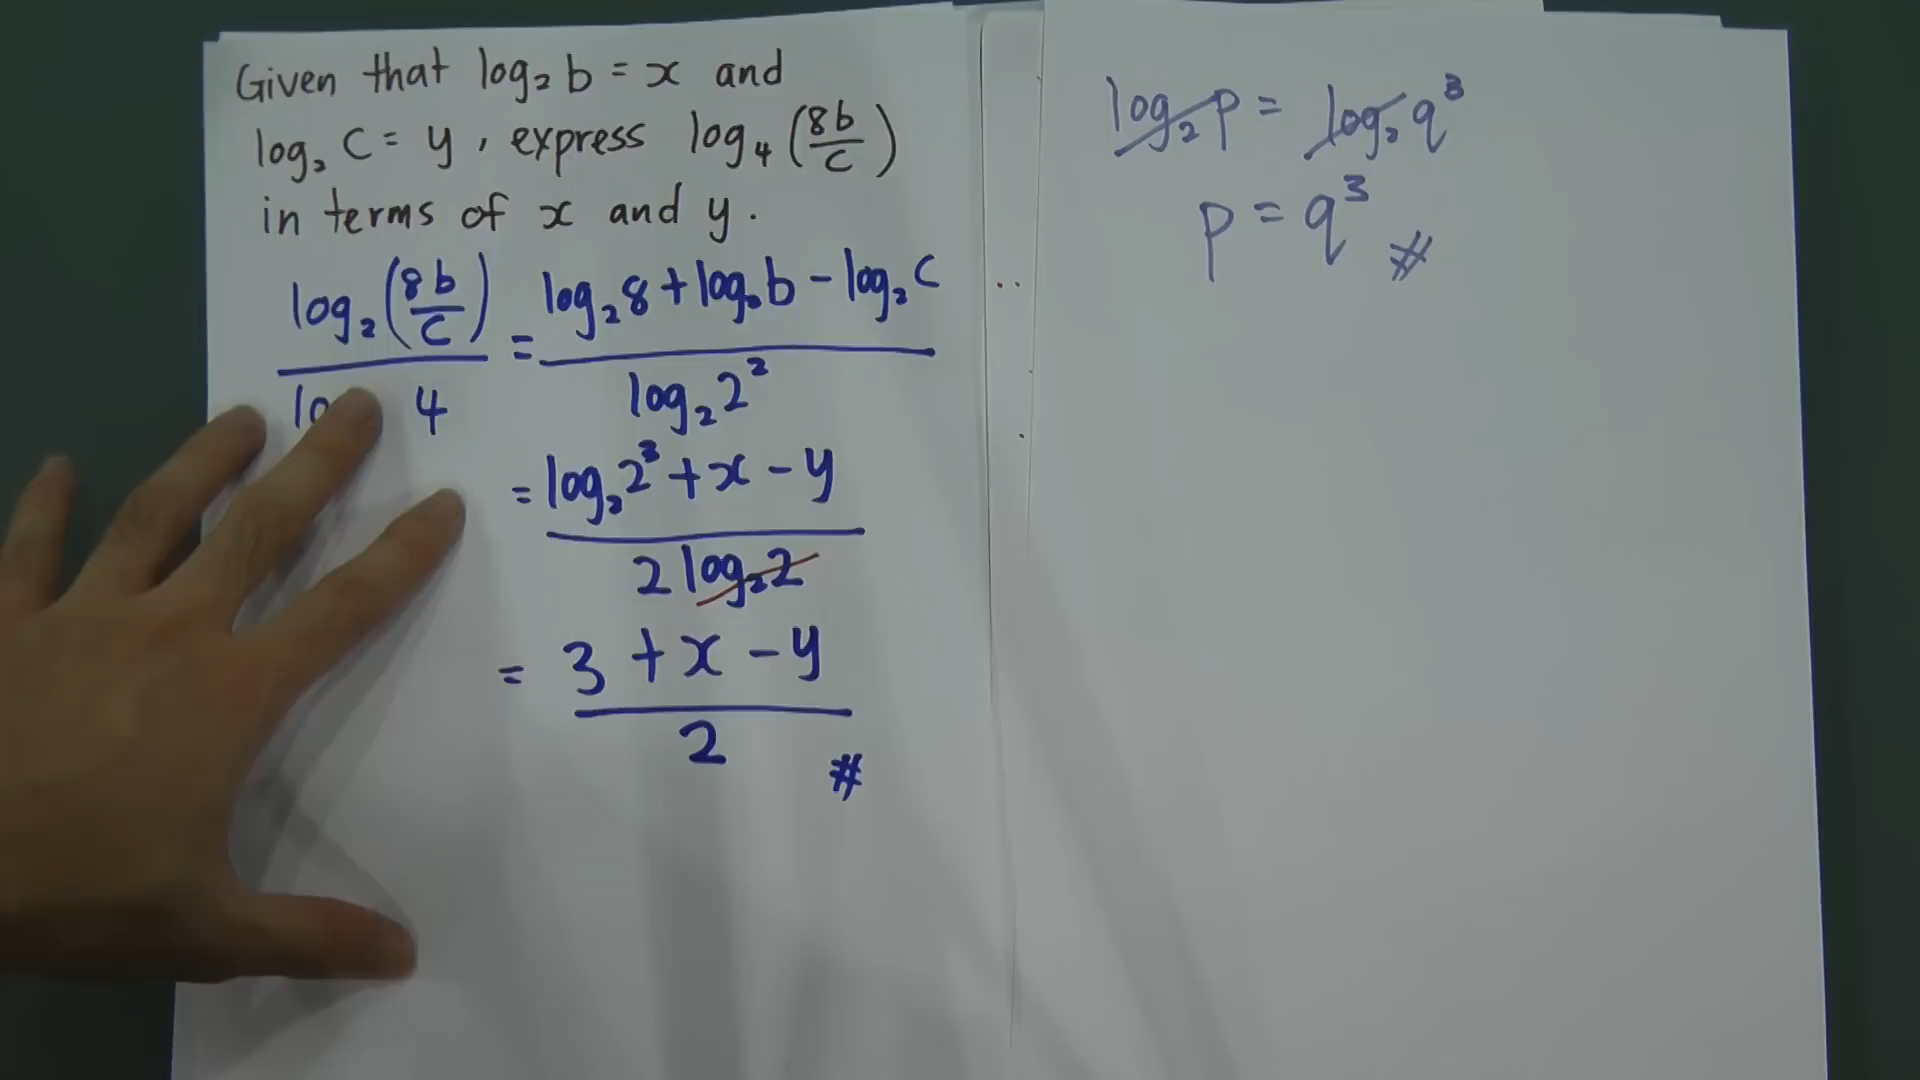 Given that log₂ b = x and
log₂ c = y, express log₄ (8b/c)
in terms of x and y.
log₂ (8b/c) / 4 = log₂ 8 + log₂ b - log₂ c / log₂ 2²
= log₂ 2³ + x - y / 2 log₂ 2
= 3 + x - y / 2 #
log₂ p = log₂ q³
p = q³ #